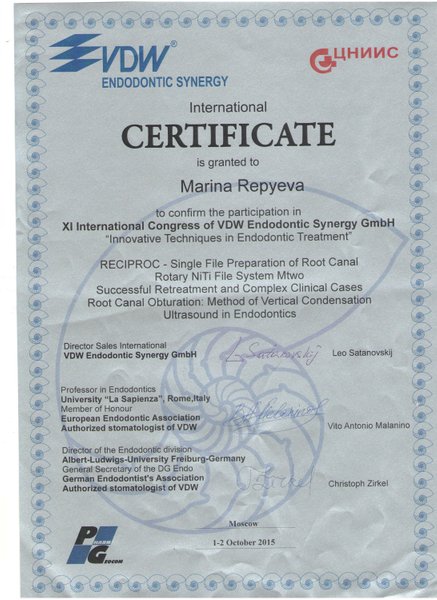 VDW®
ENDODONTIC SYNERGY
ЦНИИС
International
CERTIFICATE
is granted to
Marina Repyeva
to confirm the participation in
XI International Congress of VDW Endodontic Synergy GmbH
"Innovative Techniques in Endodontic Treatment"
RECIPROC - Single File Preparation of Root Canal
Rotary NiTi File System Mtwo
Successful Retreatment and Complex Clinical Cases
Root Canal Obturation: Method of Vertical Condensation
Ultrasound in Endodontics
Director Sales International
VDW Endodontic Synergy GmbH
Leo Satanovskij
Professor in Endodontics
University "La Sapienza", Rome,Italy
Member of Honour
European Endodontic Association
Authorized stomatologist of VDW
Vito Antonio Malanino
Director of the Endodontic division
Albert-Ludwigs-University Freiburg-Germany
General Secretary of the DG Endo
German Endodontist's Association
Authorized stomatologist of VDW
Christoph Zirkel
Moscow
1-2 October 2015
PHARM
GEOCOM